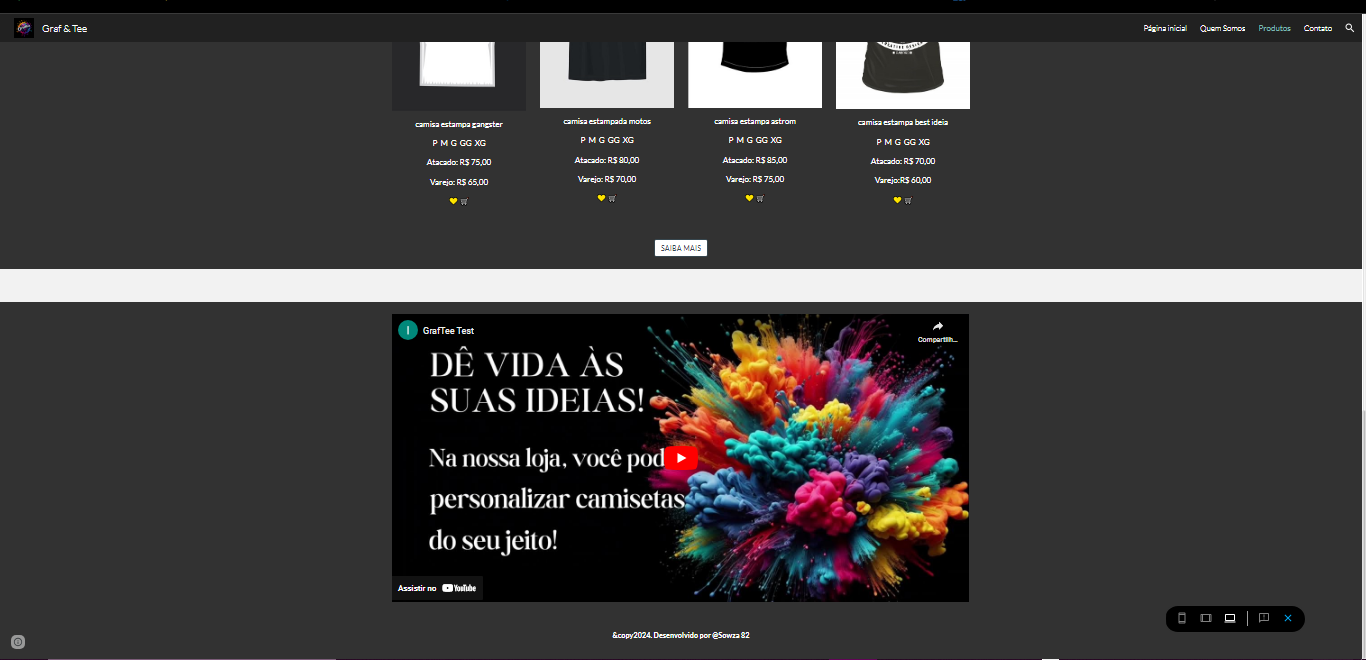 Graf & Tee
Página inicial Quem Somos Produtos Contato
CREATIVE DESIGN
camisa estampa gangster
P M G GG XG
Atacado: R$ 75,00
Varejo: R$ 65,00
camisa estampada motos
P M G GG XG
Atacado: R$ 80,00
Varejo: R$ 70,00
camisa estampa astrom
P M G GG XG
Atacado: R$ 85,00
Varejo: R$ 75,00
camisa estampa best ideia
P M G GG XG
Atacado: R$ 70,00
Varejo:R$ 60,00
SAIBA MAIS
I GrafTee Test
Compartilh...
DÊ VIDA ÀS
SUAS IDEIAS!
Na nossa loja, você pod
personalizar camisetas
do seu jeito!
Assistir no YouTube
&copy2024. Desenvolvido por @Sowza 82